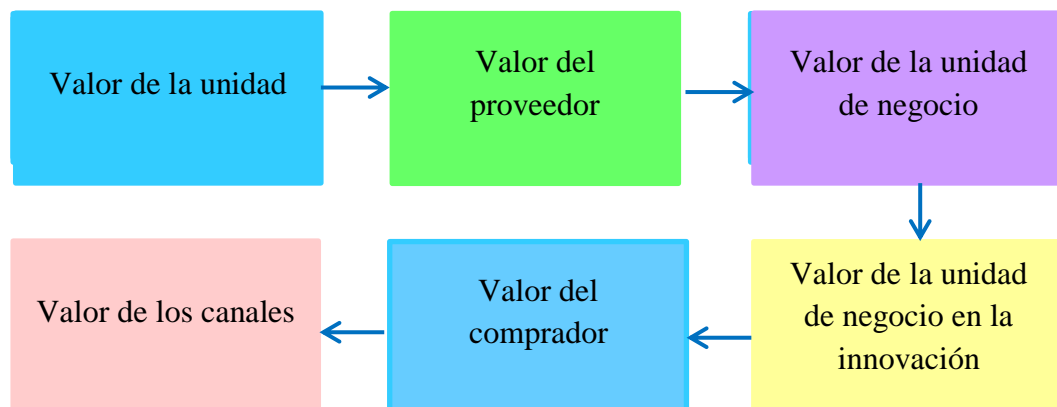 Valor de la unidad
Valor del
proveedor
Valor de la unidad
de negocio
Valor de los canales
Valor del
comprador
Valor de la unidad
de negocio en la
innovación